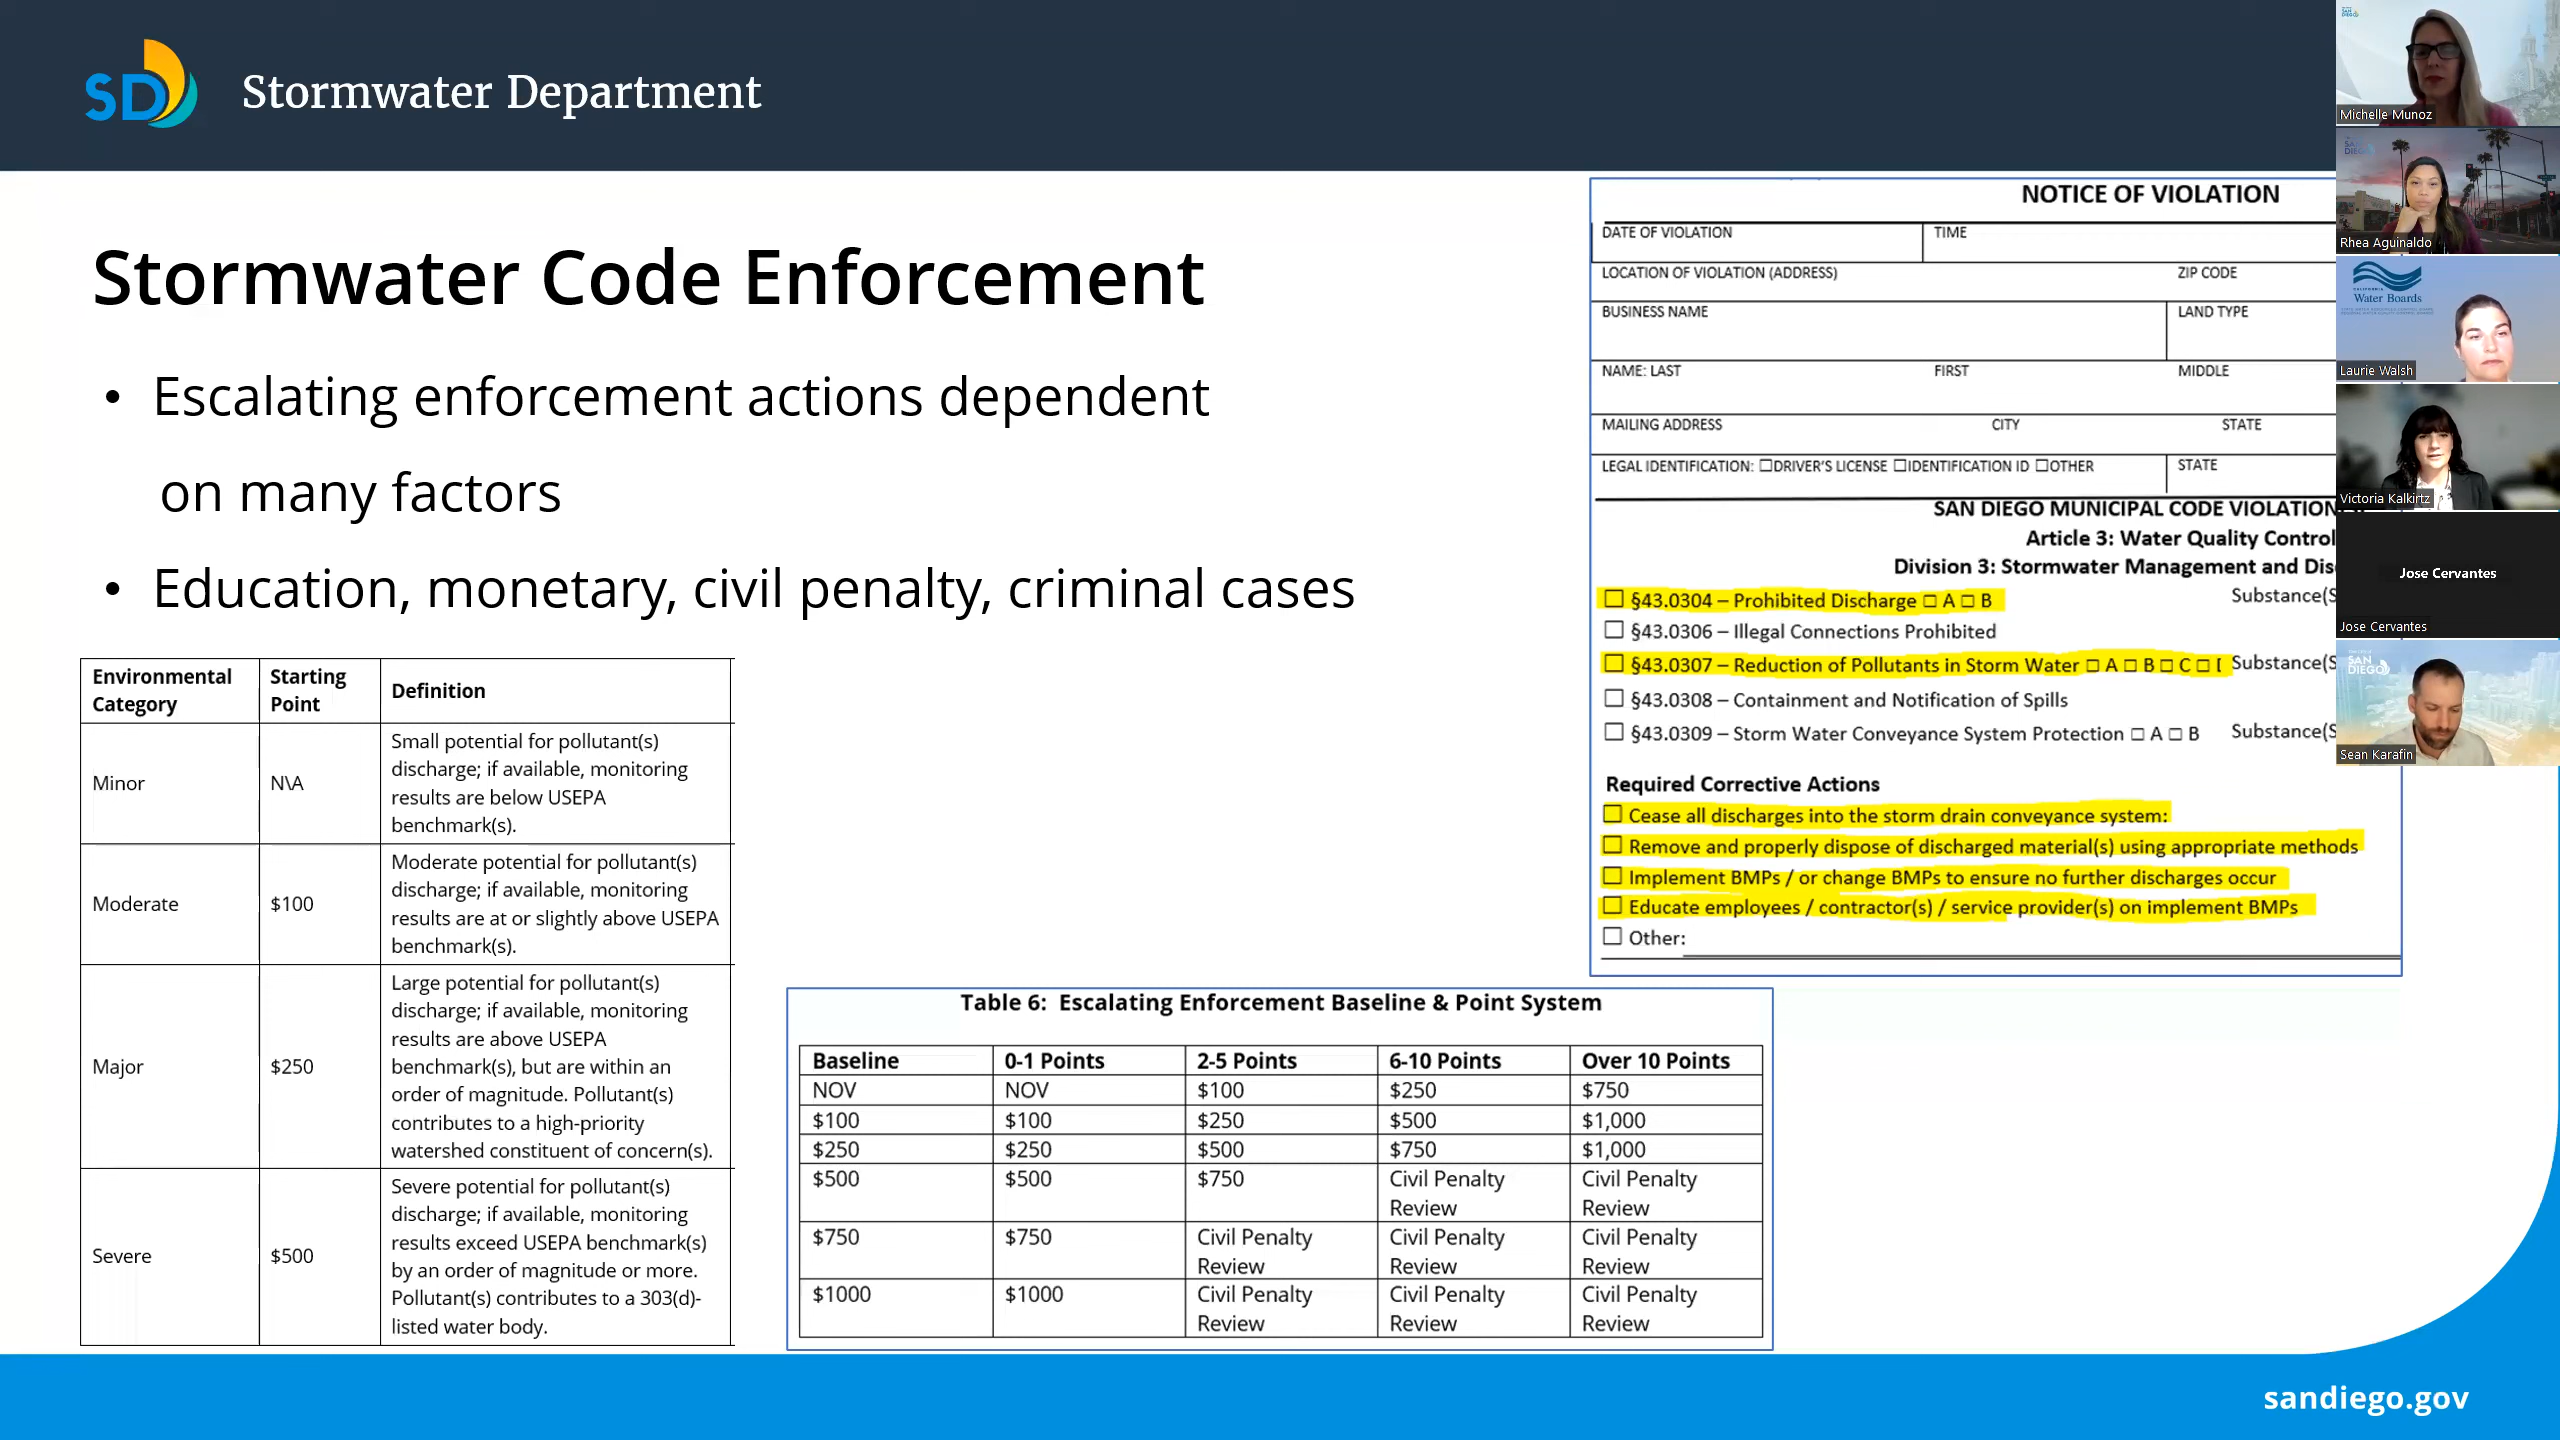 SD
Stormwater Department
Stormwater Code Enforcement
• Escalating enforcement actions dependent
on many factors
• Education, monetary, civil penalty, criminal cases
Environmental Category Starting Point Definition
Minor N\A Small potential for pollutant(s)
discharge; if available, monitoring
results are below USEPA
benchmark(s).
Moderate $100 Moderate potential for pollutant(s)
discharge; if available, monitoring
results are at or slightly above USEPA
benchmark(s).
Major $250 Large potential for pollutant(s)
discharge; if available, monitoring
results are above USEPA
benchmark(s), but are within an
order of magnitude. Pollutant(s)
contributes to a high-priority
watershed constituent of concern(s).
Severe $500 Severe potential for pollutant(s)
discharge; if available, monitoring
results exceed USEPA benchmark(s)
by an order of magnitude or more.
Pollutant(s) contributes to a 303(d)-
listed water body.
Table 6: Escalating Enforcement Baseline & Point System
Baseline 0-1 Points 2-5 Points 6-10 Points Over 10 Points
NOV NOV $100 $250 $750
$100 $100 $250 $500 $1,000
$250 $250 $500 $750 $1,000
$500 $500 $750 Civil Penalty Review Civil Penalty Review
$750 $750 Civil Penalty Review Civil Penalty Review Civil Penalty Review
$1000 $1000 Civil Penalty Review Civil Penalty Review Civil Penalty Review
NOTICE OF VIOLATION
DATE OF VIOLATION TIME
LOCATION OF VIOLATION (ADDRESS) ZIP CODE
BUSINESS NAME LAND TYPE
NAME: LAST FIRST MIDDLE
MAILING ADDRESS CITY STATE
LEGAL IDENTIFICATION: ☐DRIVER'S LICENSE ☐IDENTIFICATION ID ☐OTHER STATE
SAN DIEGO MUNICIPAL CODE VIOLATION
Article 3: Water Quality Control
Division 3: Stormwater Management and Dis
☐ §43.0304 – Prohibited Discharge □ A □ B Substance(S
☐ §43.0306 – Illegal Connections Prohibited
☐ §43.0307 – Reduction of Pollutants in Storm Water □ A □ B □ C □ Substance(S
☐ §43.0308 – Containment and Notification of Spills
☐ §43.0309 – Storm Water Conveyance System Protection □ A □ B Substance(S
Required Corrective Actions
☐ Cease all discharges into the storm drain conveyance system:
☐ Remove and properly dispose of discharged material(s) using appropriate methods
☐ Implement BMPs / or change BMPs to ensure no further discharges occur
☐ Educate employees / contractor(s) / service provider(s) on implement BMPs
☐ Other:
Michelle Munoz
Rhea Aguinaldo
CALIFORNIA
Water Boards
Laurie Walsh
Victoria Kalkirtz
Jose Cervantes
Jose Cervantes
SAN DIEGO
Sean Karafin
sandiego.gov